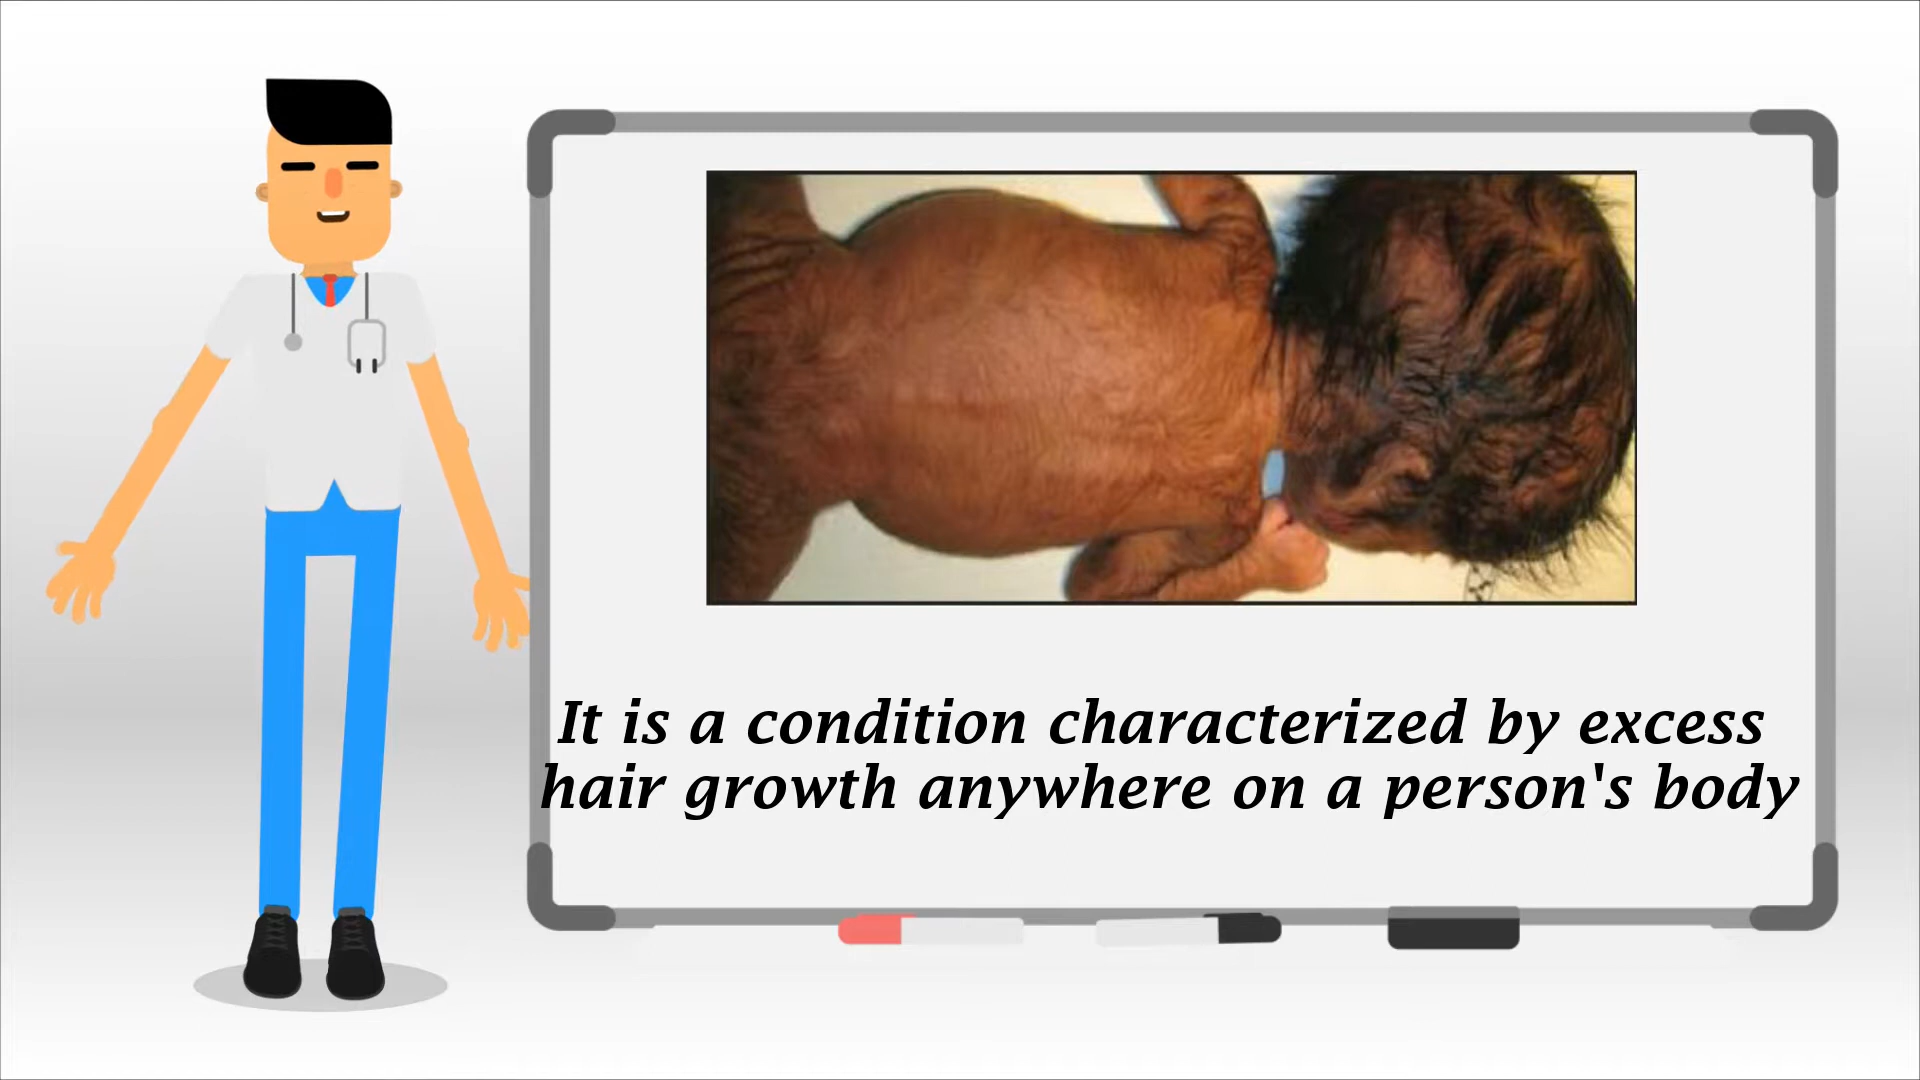 It is a condition characterized by excess
hair growth anywhere on a person's body